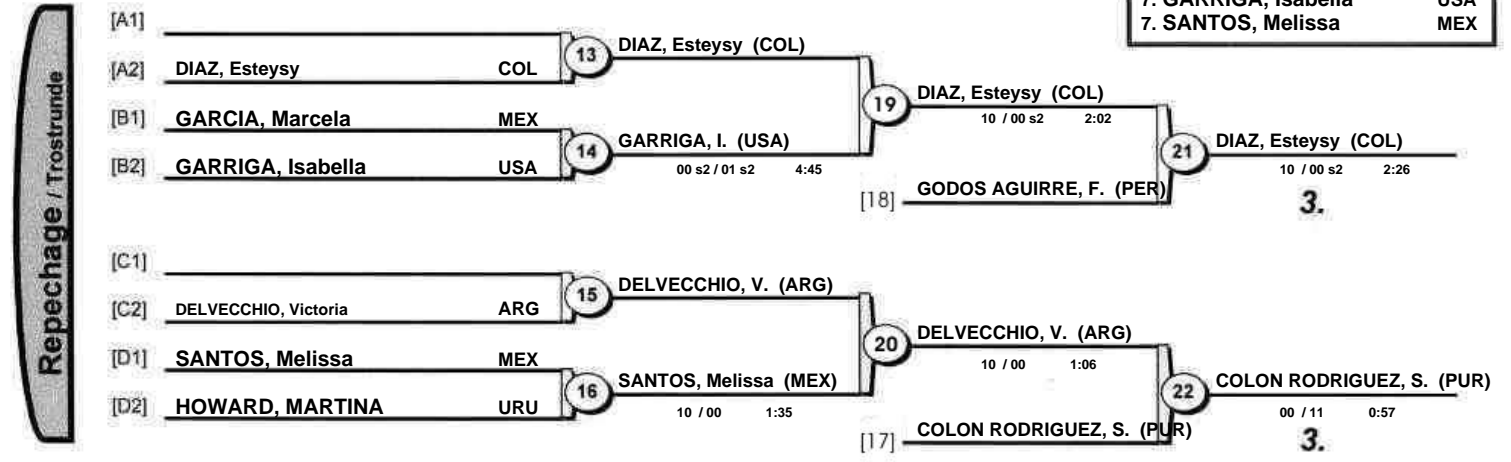 7. GARRIGA, Isabella USA
7. SANTOS, Melissa MEX
Repechage / Trostrunde
[A1]
[A2] DIAZ, Esteysy COL
13
DIAZ, Esteysy (COL)
[B1] GARCIA, Marcela MEX
[B2] GARRIGA, Isabella USA
14
GARRIGA, I. (USA)
00 s2 / 01 s2 4:45
19
DIAZ, Esteysy (COL)
10 / 00 s2 2:02
[18] GODOS AGUIRRE, F. (PER)
21
DIAZ, Esteysy (COL)
10 / 00 s2 2:26
3.
[C1]
[C2] DELVECCHIO, Victoria ARG
15
DELVECCHIO, V. (ARG)
[D1] SANTOS, Melissa MEX
[D2] HOWARD, MARTINA URU
16
SANTOS, Melissa (MEX)
10 / 00 1:35
20
DELVECCHIO, V. (ARG)
10 / 00 1:06
[17] COLON RODRIGUEZ, S. (PUR)
22
COLON RODRIGUEZ, S. (PUR)
00 / 11 0:57
3.